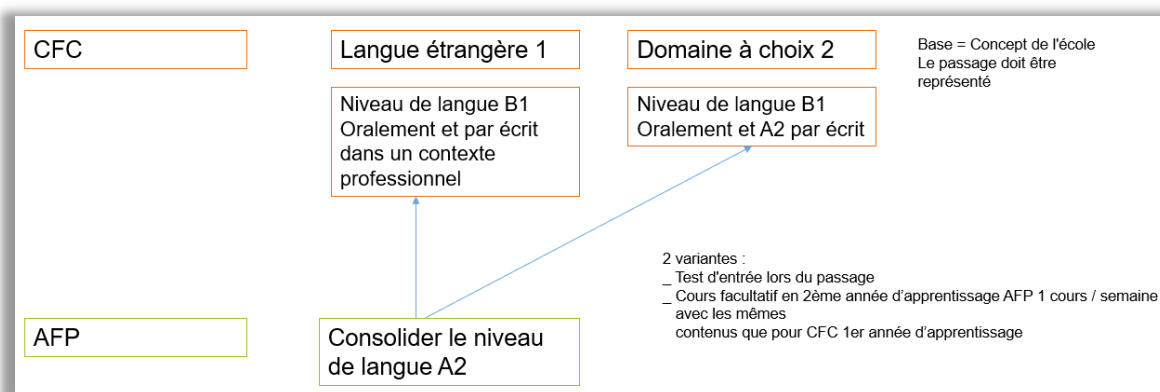 CFC
Langue étrangère 1
Domaine à choix 2
Base = Concept de l'école
Le passage doit être
représenté
Niveau de langue B1
Oralement et par écrit
dans un contexte
professionnel
Niveau de langue B1
Oralement et A2 par écrit
2 variantes :
_ Test d'entrée lors du passage
_ Cours facultatif en 2ème année d’apprentissage AFP 1 cours / semaine
avec les mêmes
contenus que pour CFC 1er année d’apprentissage
AFP
Consolider le niveau
de langue A2